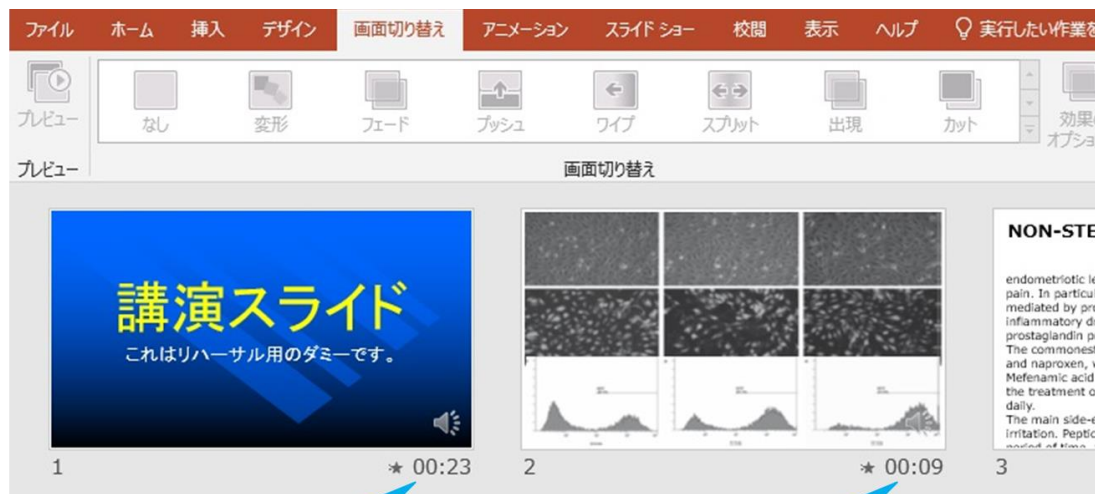 ファイル ホーム 挿入 デザイン 画面切り替え アニメーション スライド ショー 校閲 表示 ヘルプ 実行したい作業を
プレビュー なし 変形 フェード プッシュ ワイプ スプリット 出現 カット 効果の
オプショ
プレビュー 画面切り替え
講演スライド
これはリハーサル用のダミーです。
1 00:23
2 00:09
NON-STE
endometriotic le
pain. In particul
mediated by pro
inflammatory dr
prostaglandin p
The commonest
and naproxen, v
Mefenamic acid
the treatment o
daily.
The main side-e
irritation. Peptic
3